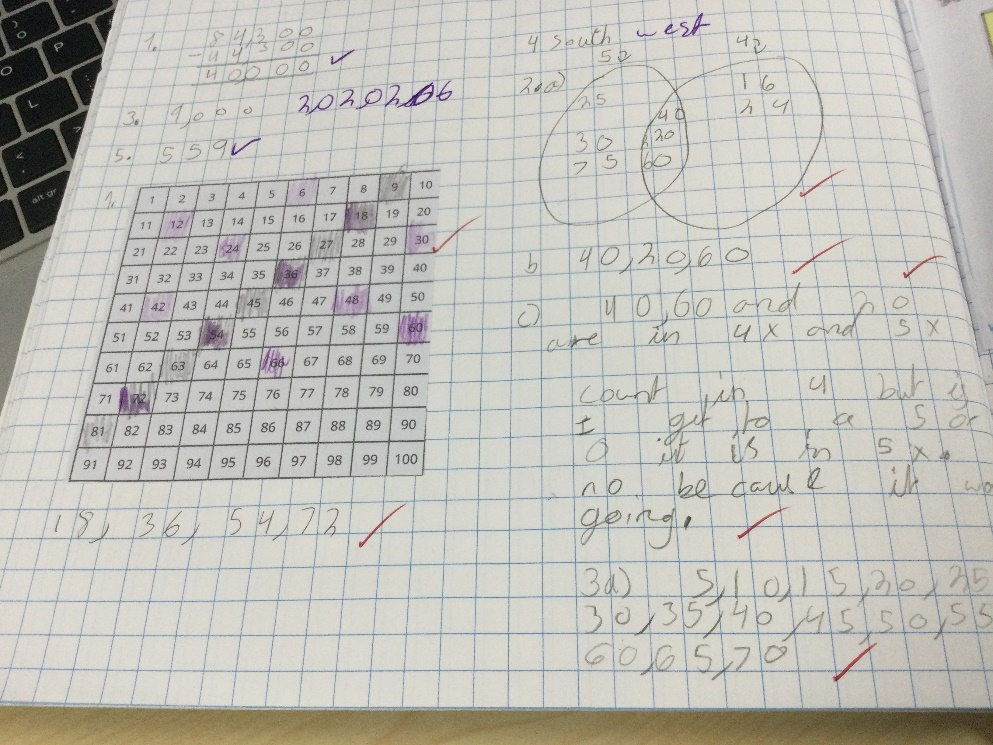 1. 84300
- 44300
40000
3. 9,000 2020206
5. 559
1.
1 2 3 4 5 6 7 8 9 10
11 12 13 14 15 16 17 18 19 20
21 22 23 24 25 26 27 28 29 30
31 32 33 34 35 36 37 38 39 40
41 42 43 44 45 46 47 48 49 50
51 52 53 54 55 56 57 58 59 60
61 62 63 64 65 66 67 68 69 70
71 72 73 74 75 76 77 78 79 80
81 82 83 84 85 86 87 88 89 90
91 92 93 94 95 96 97 98 99 100
18, 36, 54, 72
4 South west
2.a)
25
30
75
40
20
60
16
24
b 40,20,60
c) 40,60 and 20
are in 4x and 5x
count in 4 but if
I get to a 5 or
0 it is in 5x.
no. because it
going.
3a) 5,10,15,20,25
30,35,40,45,50,55
60,65,70
P
alt gr